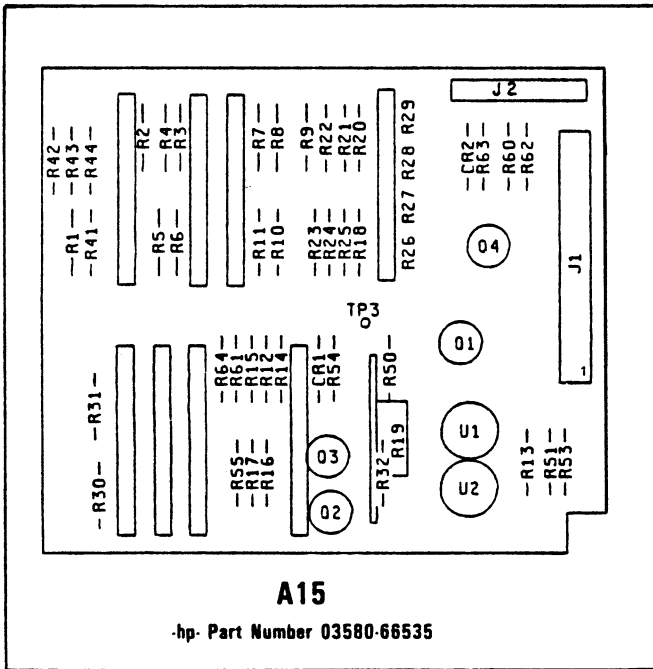 J2
-R42-
-R43-
-R44-
-R2-
-R4-
-R3-
-R7-
-R8-
-R9-
-R22-
-R21-
-R20-
R29
R28
R27
R26
-CR2-
-R63-
-R60-
-R62-
-R1-
-R41-
-R5-
-R6-
-R11-
-R10-
-R23-
-R24-
-R25-
-R18-
Q4
J1
TP3
Q1
1
-R64-
-R61-
-R15-
-R12-
-R14-
-CR1-
-R54-
-R50-
-R31-
-R30-
-R55-
-R17-
-R16-
Q3
Q2
-R32-
R19
U1
U2
-R13-
-R51-
-R53-
A15
-hp- Part Number 03580-66535